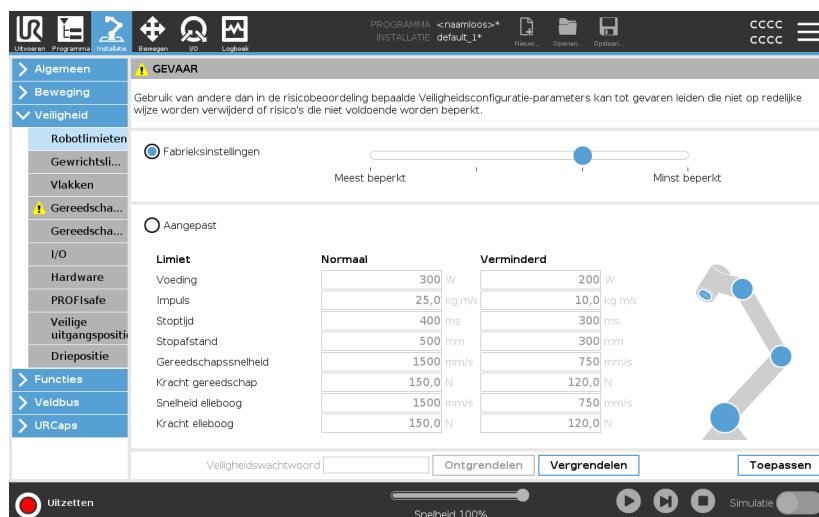 PROGRAMMA <naamloos>*
INSTALLATIE default_1*
UR
Uitvoeren Programma Installatie Bewegen I/O Logboek
Nieuw... Openen... Opslaan...
cccc
cccc
Algemeen
Beweging
Veiligheid
Robotlimieten
Gewrichtsli...
Vlakken
Gereedscha...
Gereedscha...
I/O
Hardware
PROFIsafe
Veilige
uitgangspositi
Driepositie
Functies
Veldbus
URCaps
GEVAAR
Gebruik van andere dan in de risicobeoordeling bepaalde Veiligheidsconfiguratie-parameters kan tot gevaren leiden die niet op redelijke
wijze worden verwijderd of risico's die niet voldoende worden beperkt.
Fabrieksinstellingen
Meest beperkt Minst beperkt
Aangepast
Limiet Normaal Verminderd
Voeding 300 W 200 W
Impuls 25,0 kg m/s 10,0 kg m/s
Stoptijd 400 ms 300 ms
Stopafstand 500 mm 300 mm
Gereedschapssnelheid 1500 mm/s 750 mm/s
Kracht gereedschap 150,0 N 120,0 N
Snelheid elleboog 1500 mm/s 750 mm/s
Kracht elleboog 150,0 N 120,0 N
Veiligheidswachtwoord Ontgrendelen Vergrendelen Toepassen
Uitzetten
Snelheid 100%
Simulatie